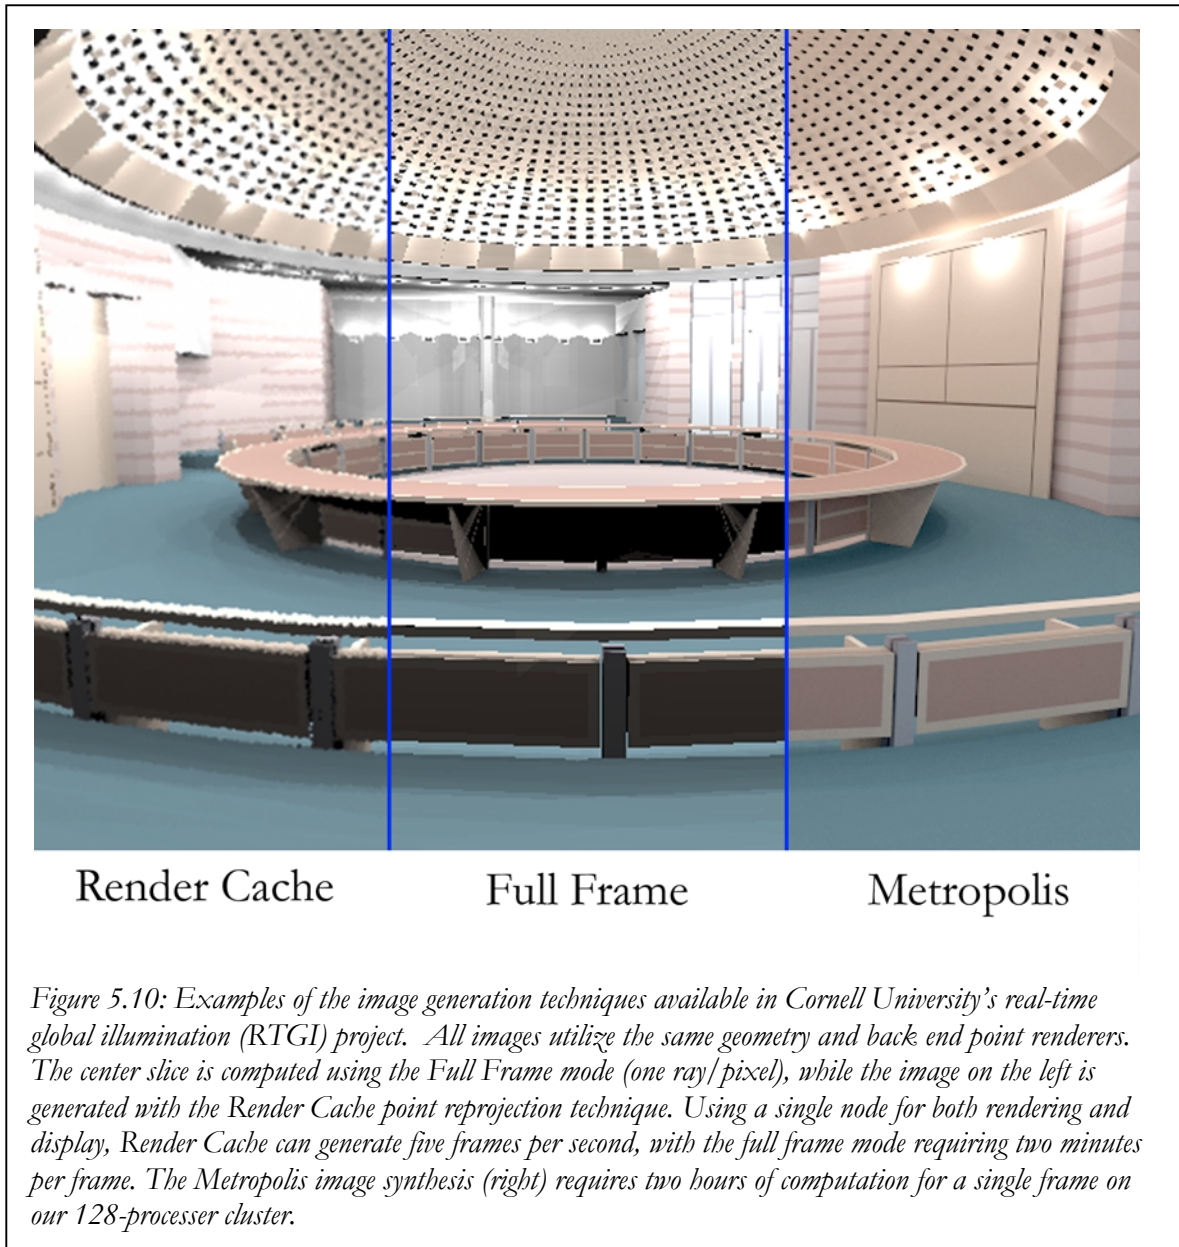 Render Cache
Full Frame
Metropolis
Figure 5.10: Examples of the image generation techniques available in Cornell University's real-time
global illumination (RTGI) project.  All images utilize the same geometry and back end point renderers.
The center slice is computed using the Full Frame mode (one ray/pixel), while the image on the left is
generated with the Render Cache point reprojection technique. Using a single node for both rendering and
display, Render Cache can generate five frames per second, with the full frame mode requiring two minutes
per frame. The Metropolis image synthesis (right) requires two hours of computation for a single frame on
our 128-processer cluster.